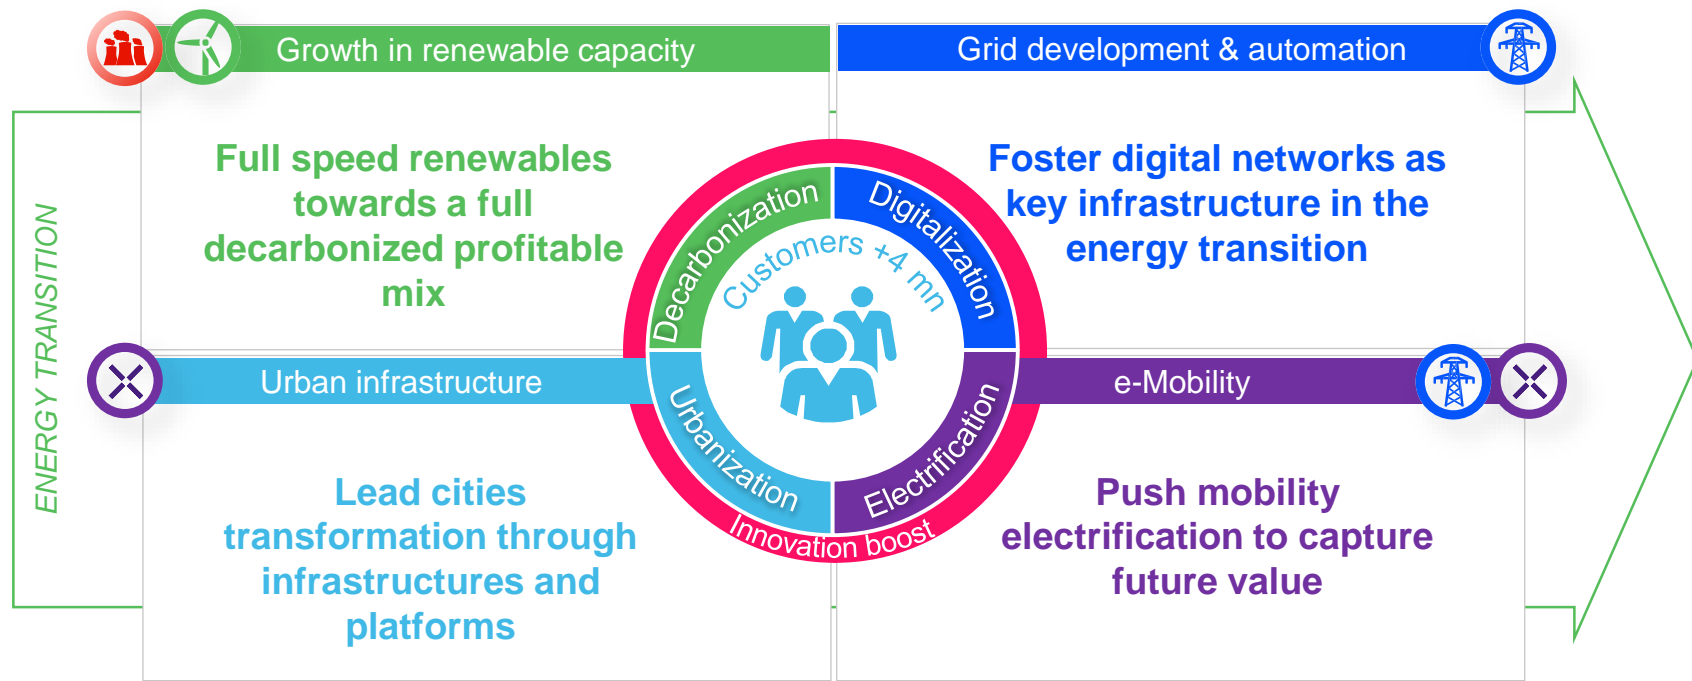 Growth in renewable capacity
Grid development & automation
ENERGY TRANSITION
Full speed renewables
towards a full
decarbonized profitable
mix
Foster digital networks as
key infrastructure in the
energy transition
Decarbonization
Digitalization
Customers +4 mn
Urban infrastructure
e-Mobility
Urbanization
Electrification
Innovation boost
Lead cities
transformation through
infrastructures and
platforms
Push mobility
electrification to capture
future value